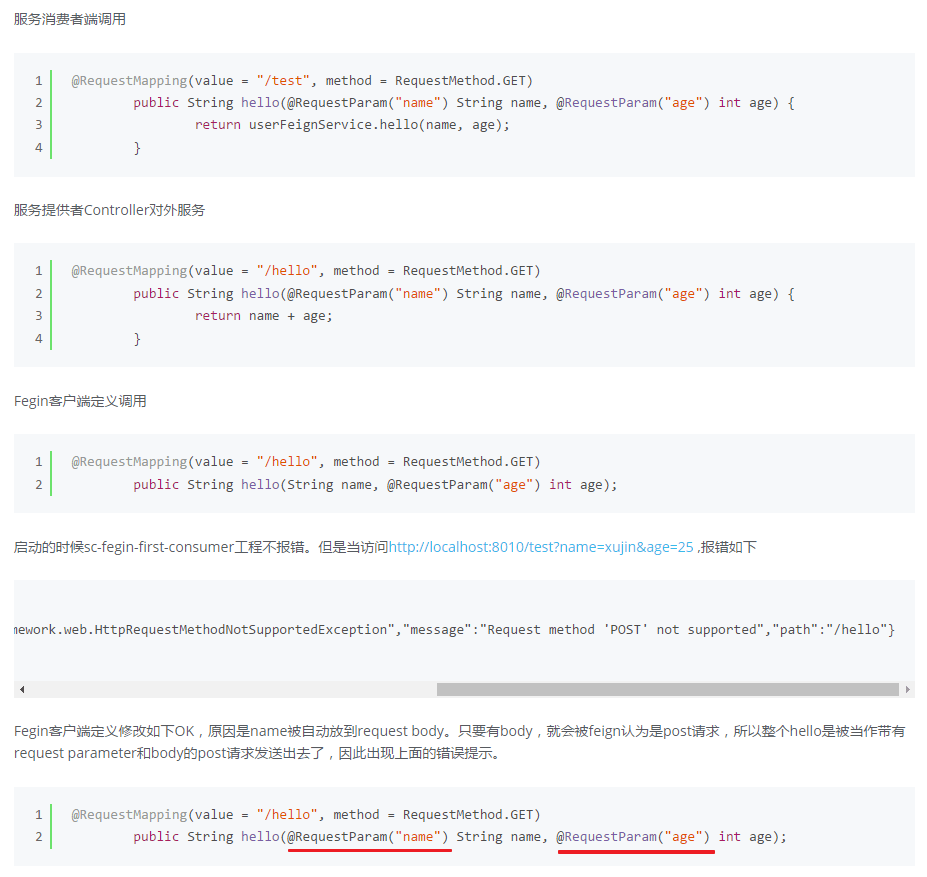 服务消费者端调用
1 @RequestMapping(value = "/test", method = RequestMethod.GET)
2 public String hello(@RequestParam("name") String name, @RequestParam("age") int age) {
3 return userFeignService.hello(name, age);
4 }
服务提供者Controller对外服务
1 @RequestMapping(value = "/hello", method = RequestMethod.GET)
2 public String hello(@RequestParam("name") String name, @RequestParam("age") int age) {
3 return name + age;
4 }
Fegin客户端定义调用
1 @RequestMapping(value = "/hello", method = RequestMethod.GET)
2 public String hello(String name, @RequestParam("age") int age);
启动的时候sc-fegin-first-consumer工程不报错。但是当访问http://localhost:8010/test?name=xujin&age=25 ,报错如下
mework.web.HttpRequestMethodNotSupportedException","message":"Request method 'POST' not supported","path":"/hello"}
Fegin客户端定义修改如下OK，原因是name被自动放到request body。只要有body，就会被feign认为是post请求，所以整个hello是被当作带有
request parameter和body的post请求发送出去了，因此出现上面的错误提示。
1 @RequestMapping(value = "/hello", method = RequestMethod.GET)
2 public String hello(@RequestParam("name") String name, @RequestParam("age") int age);